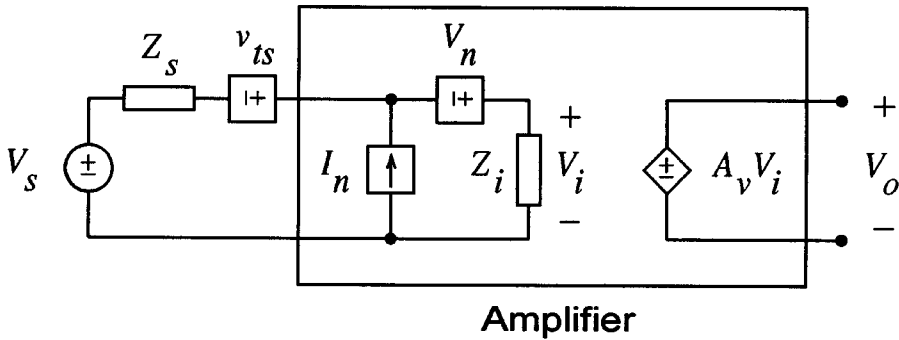 Z_s
v_ts
V_n
V_s
I_n
Z_i
+
V_i
−
A_v V_i
+
V_o
−
Amplifier